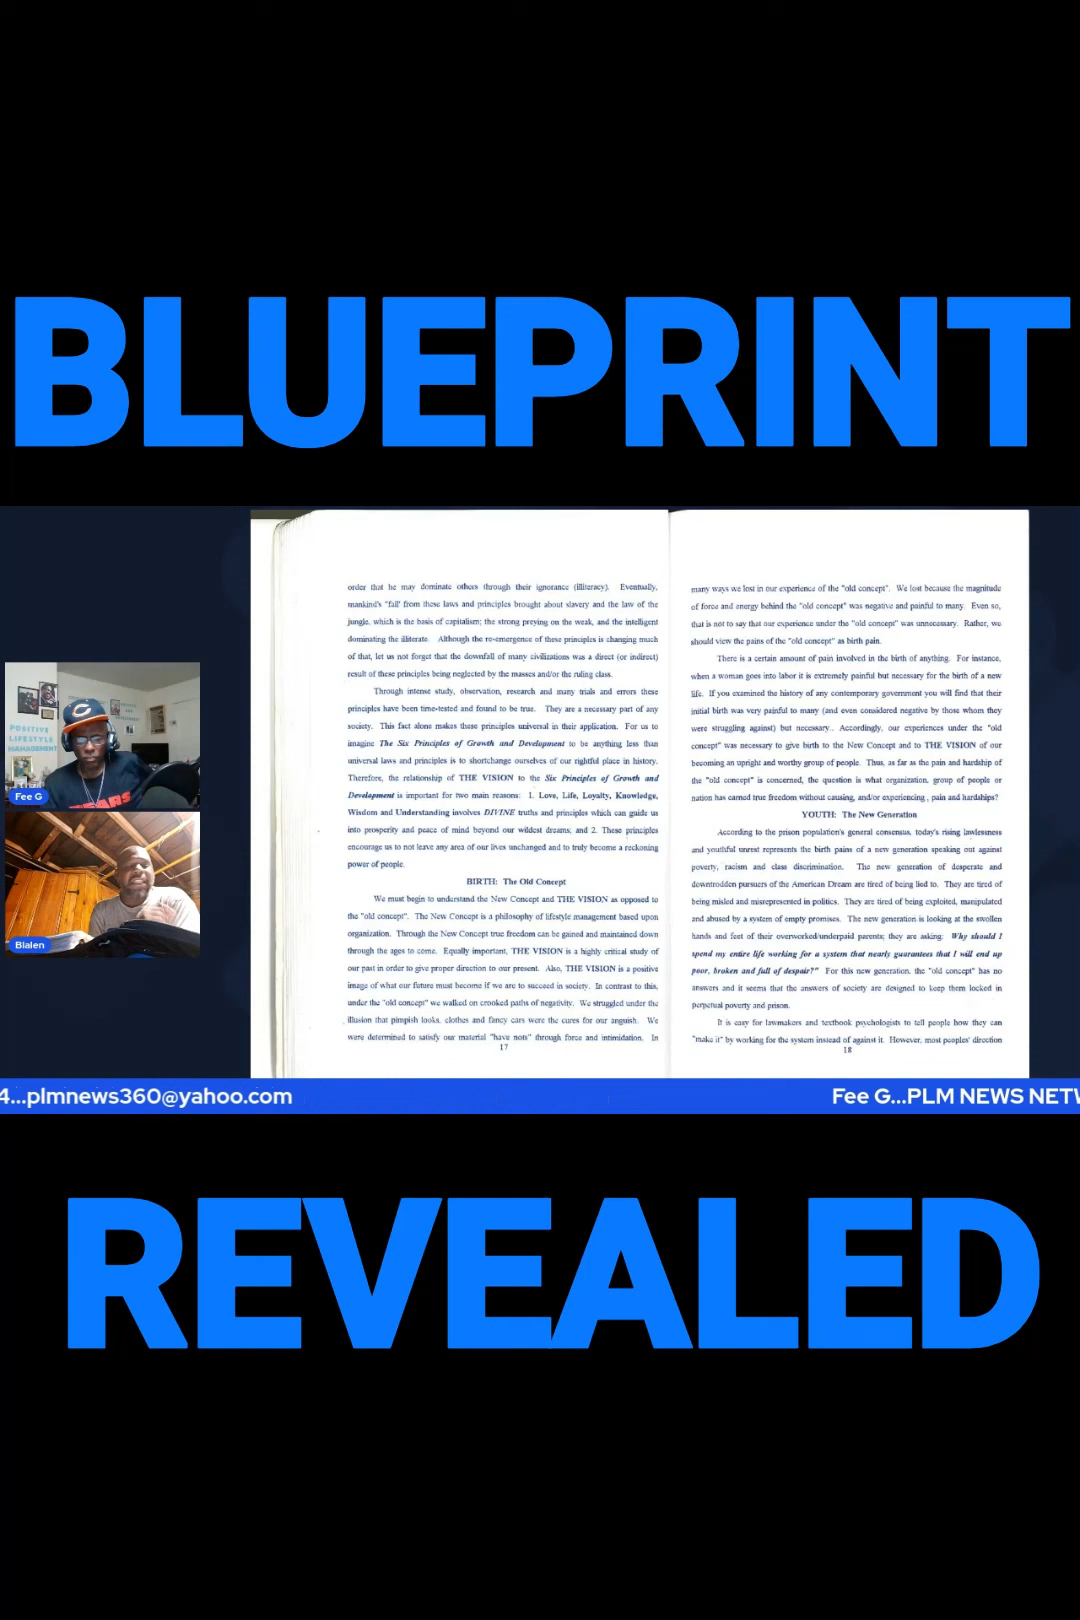 BLUEPRINT
order that he may dominate others through their ignorance (illiteracy). Eventually,
mankind's "fall' from these laws and principles brought about slavery and the law of the
jungle, which is the basis of capitalism; the strong preying on the weak, and the intelligent
dominating the illiterate. Although the re-emergence of these principles is changing much
of that, let us not forget that the downfall of many civilizations was a direct (or indirect)
result of these principles being neglected by the masses and/or the ruling class.
Through intense study, observation, research and many trials and errors these
principles have been time-tested and found to be true. They are a necessary part of any
society. This fact alone makes these principles universal in their application. For us to
imagine The Six Principles of Growth and Development to be anything less than
universal laws and principles is to shortchange ourselves of our rightful place in history.
Therefore, the relationship of THE VISION to the Six Principles of Growth and
Development is important for two main reasons: 1. Love, Life, Loyalty, Knowledge,
Wisdom and Understanding involves DIVINE truths and principles which can guide us
into prosperity and peace of mind beyond our wildest dreams; and 2. These principles
encourage us to not leave any area of our lives unchanged and to truly become a reckoning
power of people.
BIRTH: The Old Concept
We must begin to understand the New Concept and THE VISION as opposed to
the "old concept". The New Concept is a philosophy of lifestyle management based upon
organization. Through the New Concept true freedom can be gained and maintained down
through the ages to come. Equally important, THE VISION is a highly critical study of
our past in order to give proper direction to our present. Also, THE VISION is a positive
image of what our future must become if we are to succeed in society. In contrast to this,
under the "old concept" we walked on crooked paths of negativity. We struggled under the
illusion that pimpish looks, clothes and fancy cars were the cures for our anguish. We
were determined to satisfy our material "have nots" through force and intimidation. In
17
many ways we lost in our experience of the "old concept". We lost because the magnitude
of force and energy behind the "old concept" was negative and painful to many. Even so,
that is not to say that our experience under the "old concept" was unnecessary. Rather, we
should view the pains of the "old concept" as birth pain.
There is a certain amount of pain involved in the birth of anything. For instance,
when a woman goes into labor it is extremely painful but necessary for the birth of a new
life. If you examined the history of any contemporary government you will find that their
initial birth was very painful to many (and even considered negative by those whom they
were struggling against) but necessary.. Accordingly, our experiences under the "old
concept" was necessary to give birth to the New Concept and to THE VISION of our
becoming an upright and worthy group of people. Thus, as far as the pain and hardship of
the "old concept" is concerned, the question is what organization, group of people or
nation has earned true freedom without causing, and/or experiencing , pain and hardships?
YOUTH: The New Generation
According to the prison population's general consensus, today's rising lawlessness
and youthful unrest represents the birth pains of a new generation speaking out against
poverty, racism and class discrimination. The new generation of desperate and
downtrodden pursuers of the American Dream are tired of being lied to. They are tired of
being misled and misrepresented in politics. They are tired of being exploited, manipulated
and abused by a system of empty promises. The new generation is looking at the swollen
hands and feet of their overworked/underpaid parents; they are asking: Why should I
spend my entire life working for a system that nearly guarantees that I will end up
poor, broken and full of despair?" For this new generation, the "old concept" has no
answers and it seems that the answers of society are designed to keep them locked in
perpetual poverty and prison.
It is easy for lawmakers and textbook psychologists to tell people how they can
"make it" by working for the system instead of against it. However, most peoples' direction
18
POSITIVE
LIFESTYLE
MANAGEMENT
Fee G
Blalen
4...plmnews360@yahoo.com
Fee G...PLM NEWS NETW
REVEALED